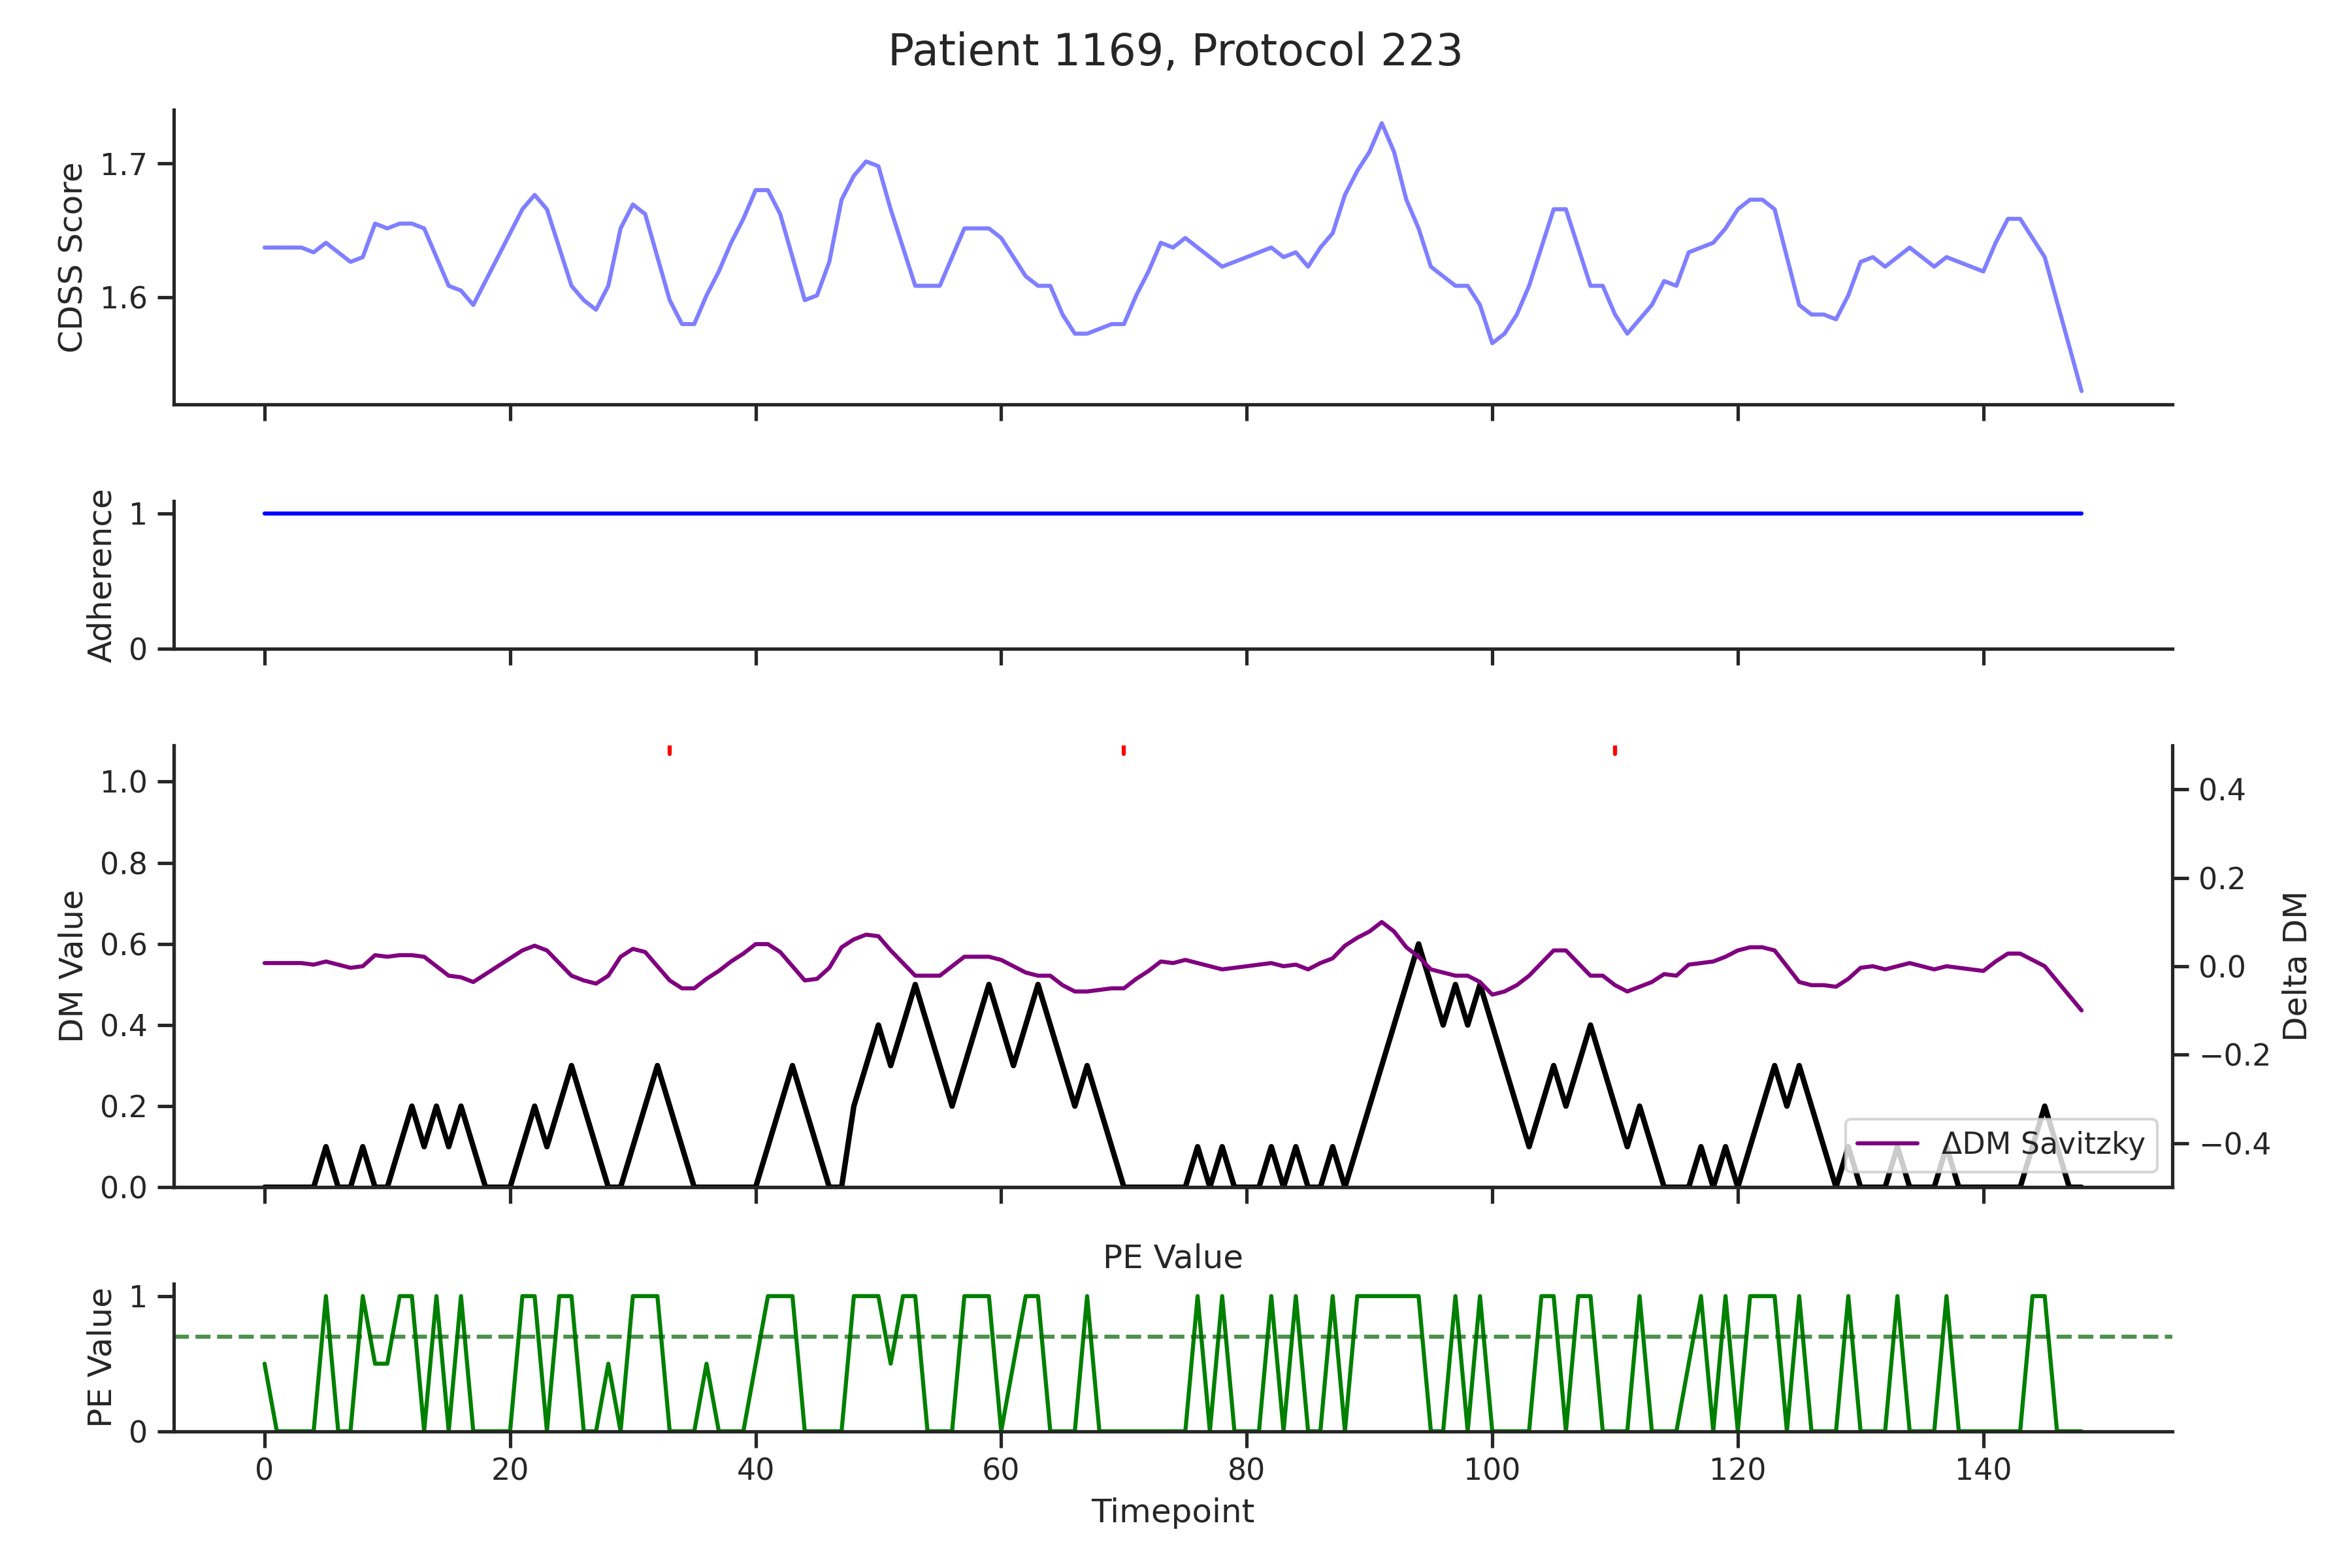 Patient 1169, Protocol 223
CDSS Score
1.7
1.6
Adherence
1
0
DM Value
1.0
0.8
0.6
0.4
0.2
0.0
0.4
0.2
0.0
−0.2
−0.4
Delta DM
ΔDM Savitzky
PE Value
PE Value
1
0
0 20 40 60 80 100 120 140
Timepoint